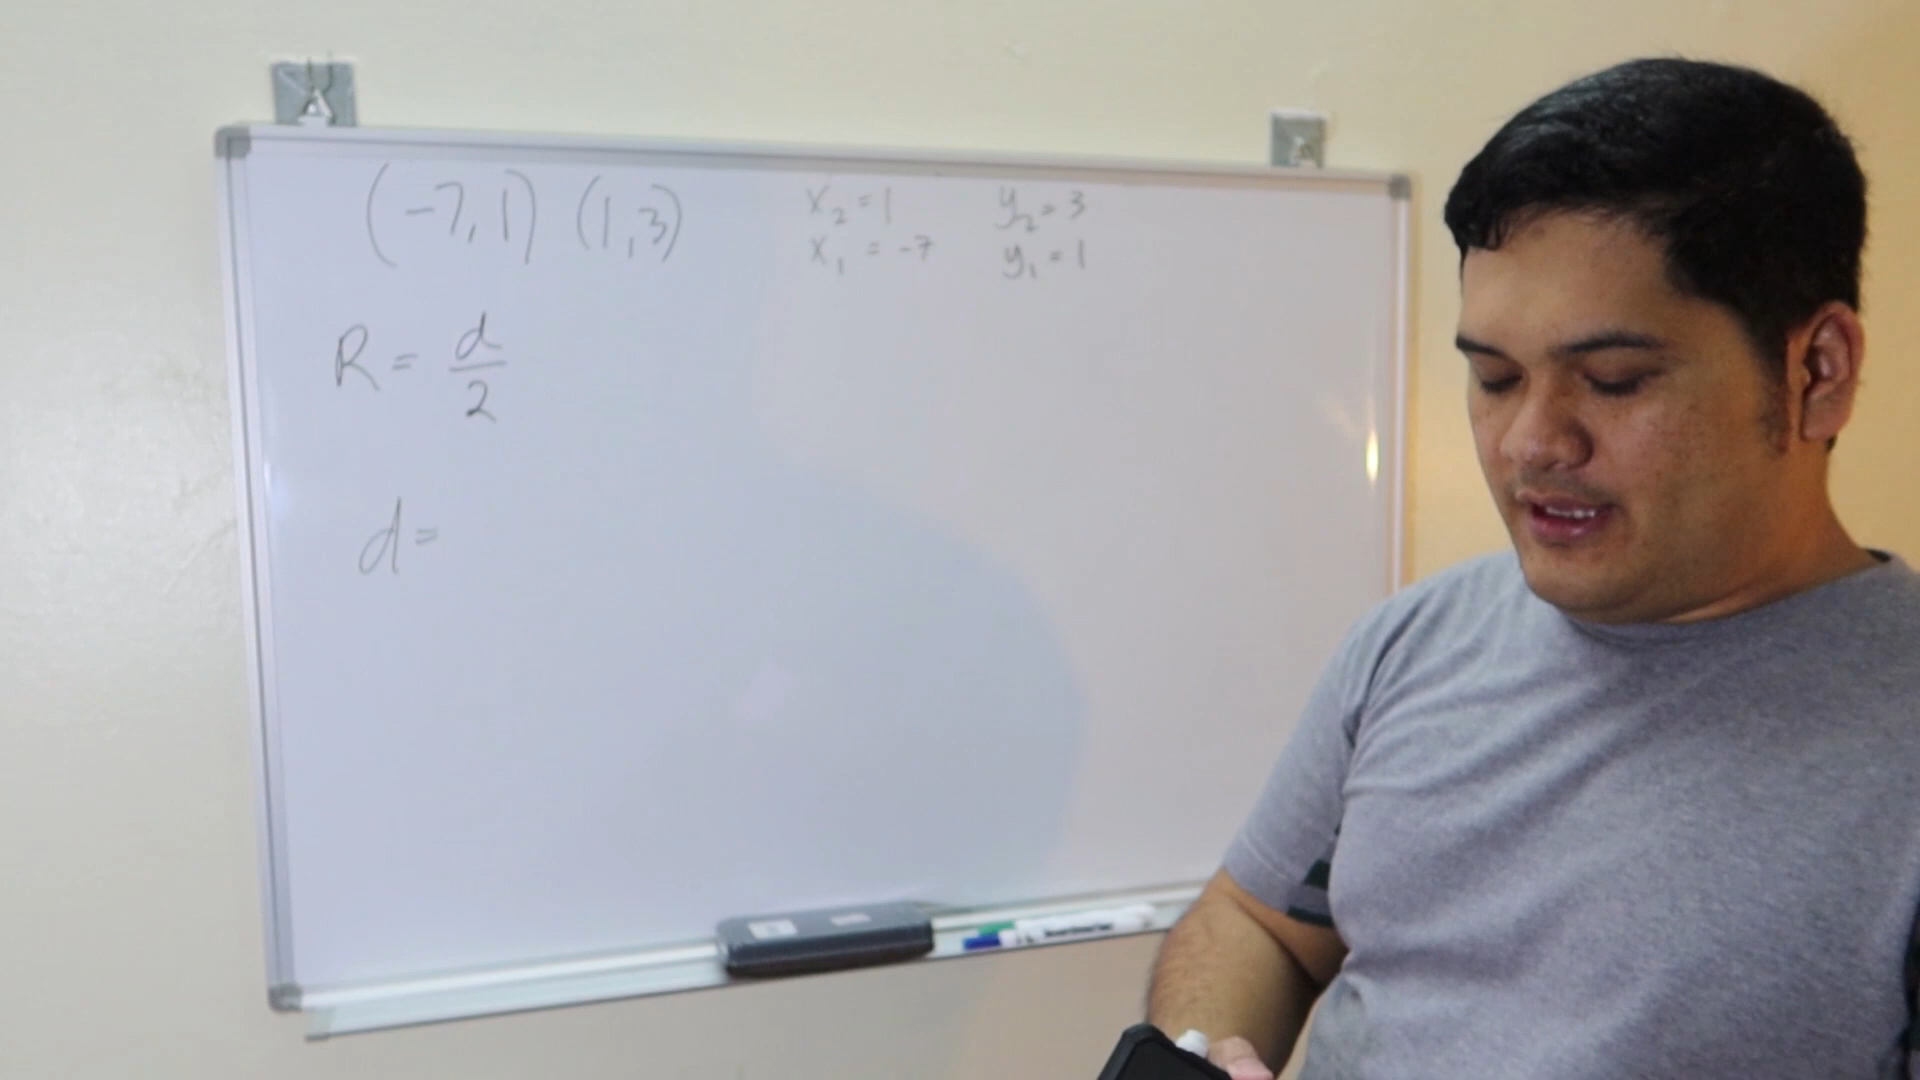 (-7,1) (1,3)
x₂ = 1 y₂ = 3
x₁ = -7 y₁ = 1
R = d/2
d =